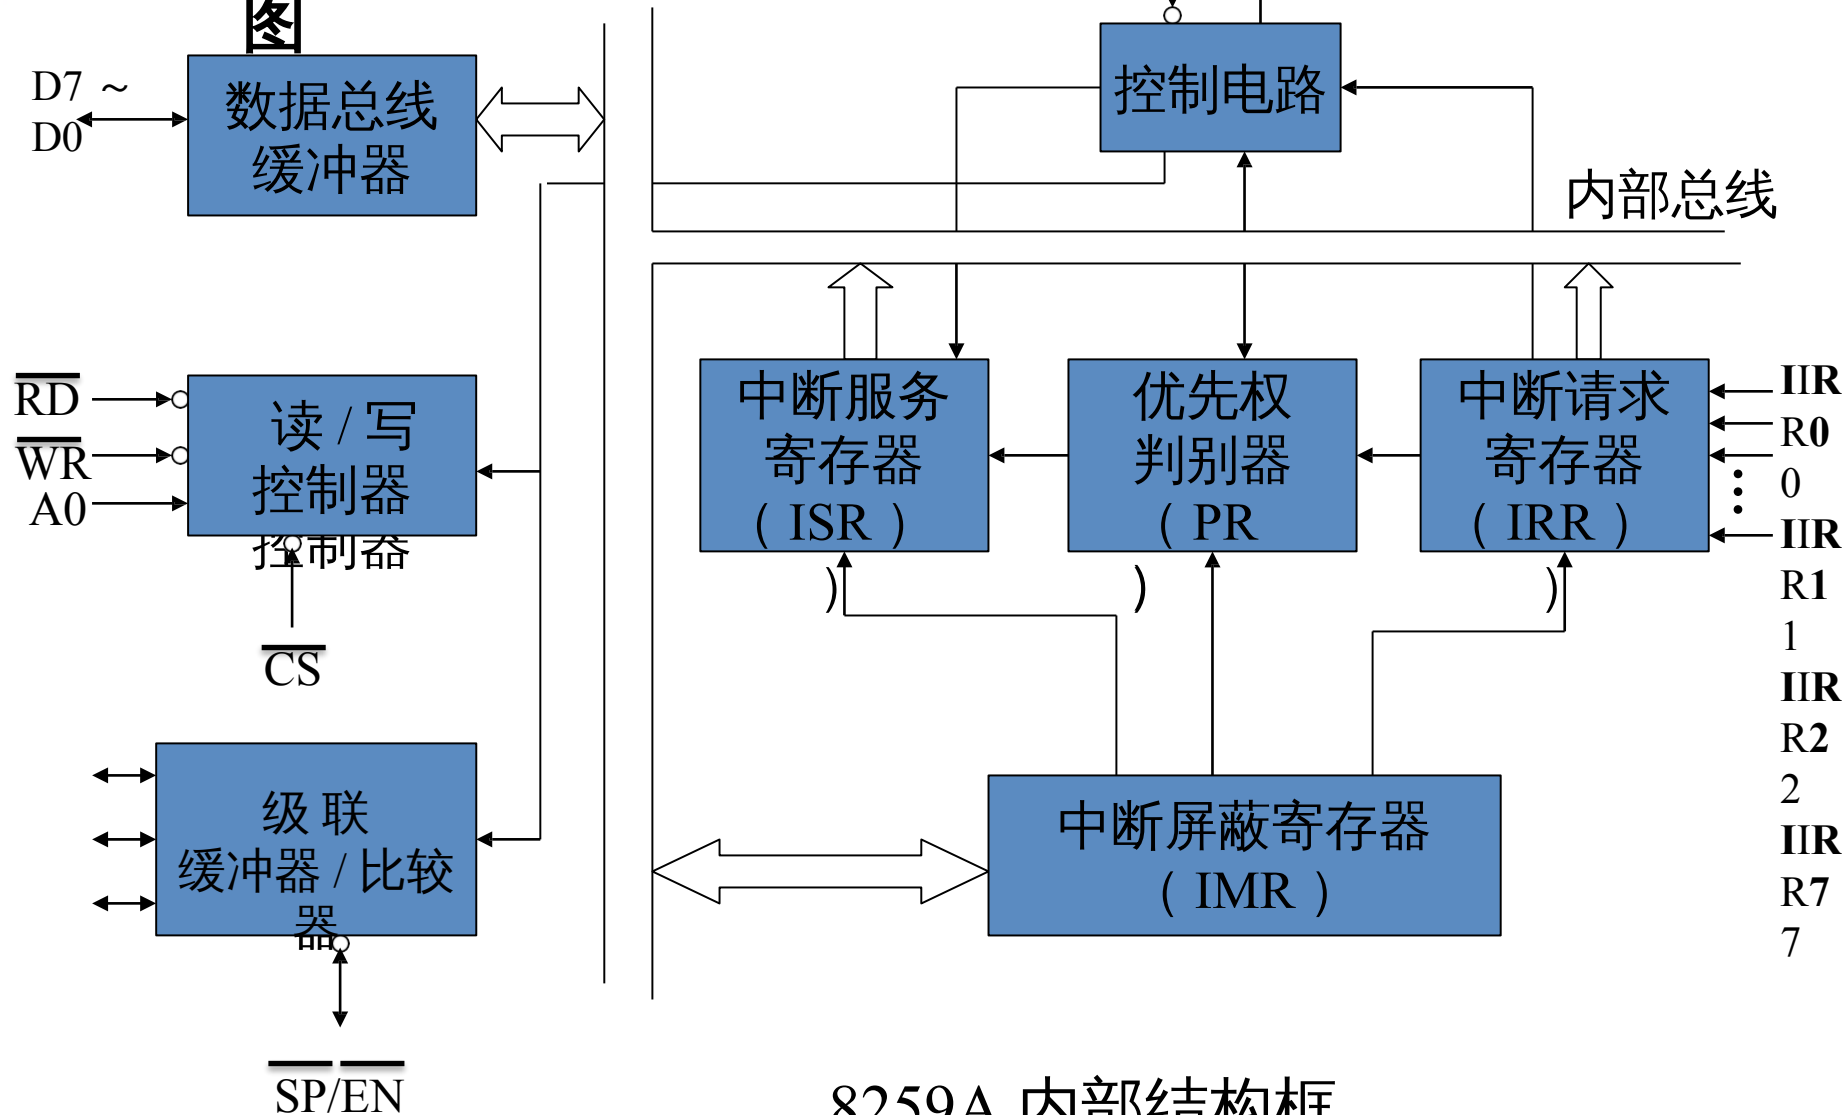 图
D7 ～
D0
数据总线
缓冲器
控制电路
内部总线
RD
WR
A0
读 / 写
控制器
控制器
CS
中断服务
寄存器
（ ISR ）
）
优先权
判别器
（ PR
）
中断请求
寄存器
（ IRR ）
）
IIR
R0
0
IIR
R1
1
IIR
R2
2
IIR
R7
7
级 联
缓冲器 / 比较
器
中断屏蔽寄存器
（ IMR ）
SP/EN
8259A 内部结构框